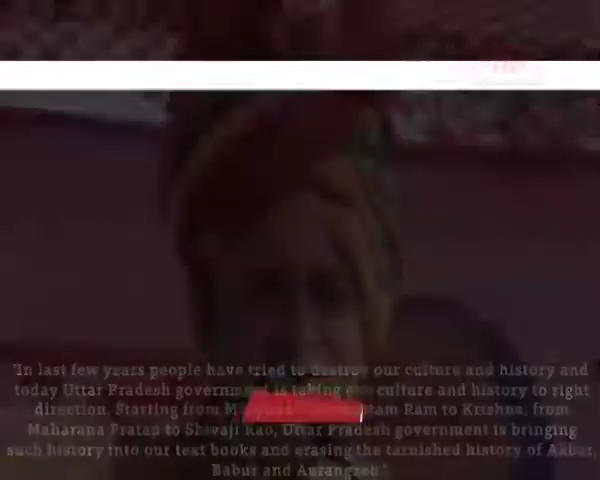 "In last few years people have tried to destroy our culture and history and
today Uttar Pradesh government is taking our culture and history to right
direction. Starting from Ram to Krishna, from
Maharana Pratap to Shivaji Rao, Uttar Pradesh government is bringing
such history into our text books and erasing the tarnished history of Akbar,
Babur and Aurangzeb"